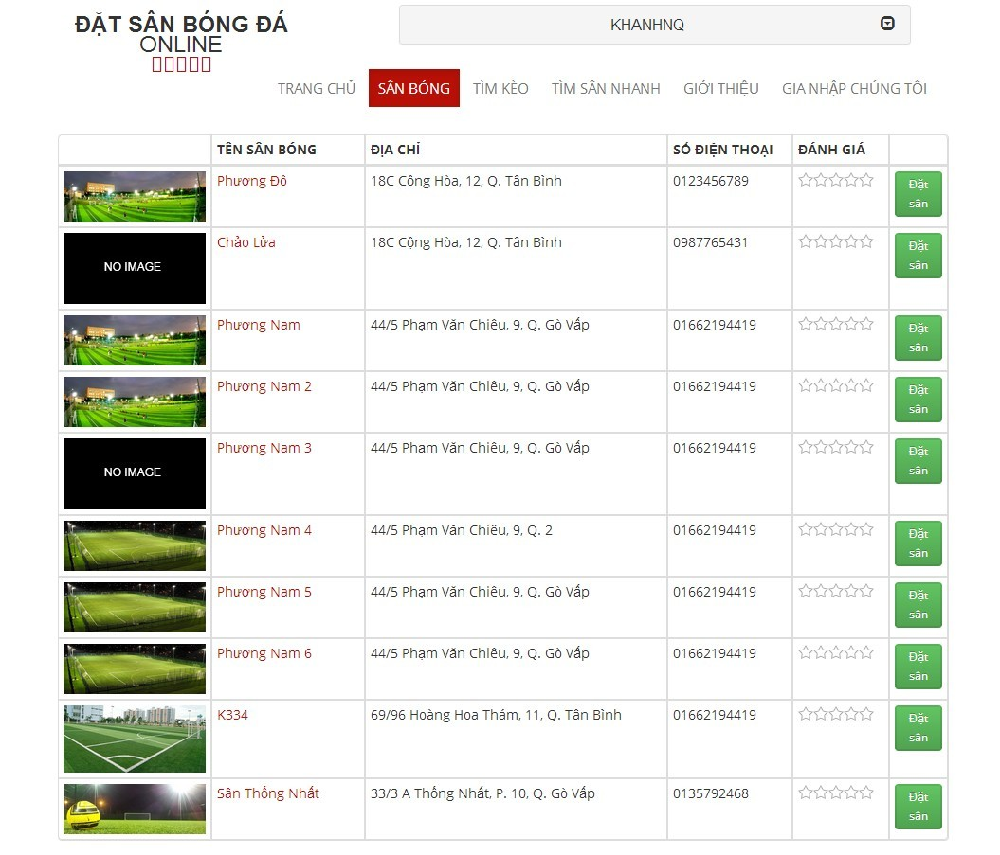 ĐẶT SÂN BÓNG ĐÁ
ONLINE
KHANHNQ
TRANG CHỦ SÂN BÓNG TÌM KÈO TÌM SÂN NHANH GIỚI THIỆU GIA NHẬP CHÚNG TÔI
TÊN SÂN BÓNG ĐỊA CHỈ SỐ ĐIỆN THOẠI ĐÁNH GIÁ
Phương Đô 18C Cộng Hòa, 12, Q. Tân Bình 0123456789 Đặt
sân
Chảo Lửa 18C Cộng Hòa, 12, Q. Tân Bình 0987765431 Đặt
sân
NO IMAGE
Phương Nam 44/5 Phạm Văn Chiêu, 9, Q. Gò Vấp 01662194419 Đặt
sân
Phương Nam 2 44/5 Phạm Văn Chiêu, 9, Q. Gò Vấp 01662194419 Đặt
sân
Phương Nam 3 44/5 Phạm Văn Chiêu, 9, Q. Gò Vấp 01662194419 Đặt
sân
NO IMAGE
Phương Nam 4 44/5 Phạm Văn Chiêu, 9, Q. 2 01662194419 Đặt
sân
Phương Nam 5 44/5 Phạm Văn Chiêu, 9, Q. Gò Vấp 01662194419 Đặt
sân
Phương Nam 6 44/5 Phạm Văn Chiêu, 9, Q. Gò Vấp 01662194419 Đặt
sân
K334 69/96 Hoàng Hoa Thám, 11, Q. Tân Bình 01662194419 Đặt
sân
Sân Thống Nhất 33/3 A Thống Nhất, P. 10, Q. Gò Vấp 0135792468 Đặt
sân